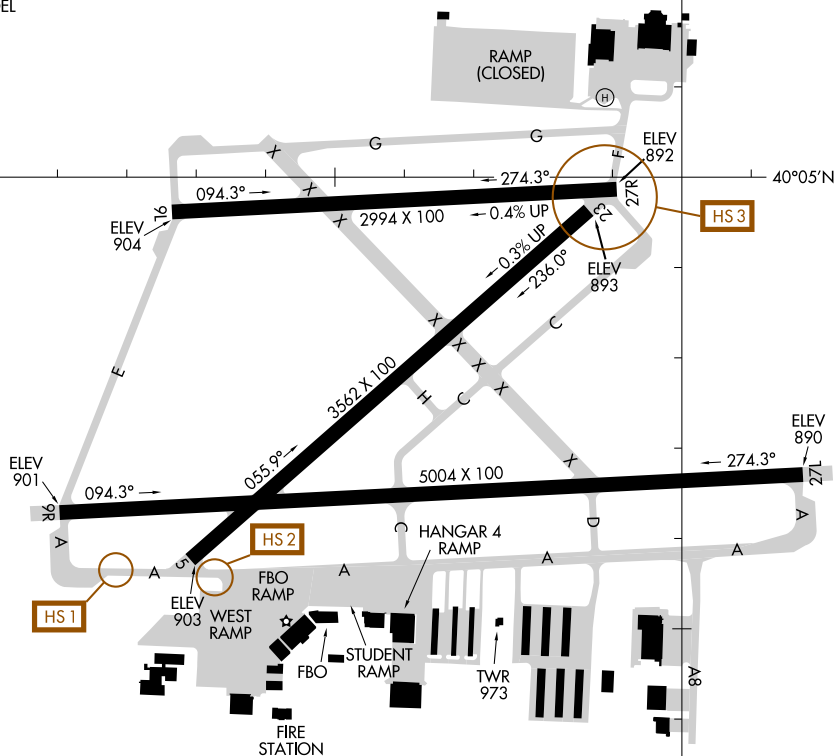 EL
RAMP
(CLOSED)
H
G
G
F
ELEV
892
X
X
X
094.3°
274.3°
27R
40°05'N
9L
2994 X 100
0.4% UP
23
HS 3
ELEV
904
0.3% UP
236.0°
ELEV
893
E
X
X
X
X
C
3562 X 100
H
C
ELEV
890
ELEV
901
055.9°
X
274.3°
27L
094.3°
5004 X 100
9R
A
C
D
A
HS 2
HANGAR 4
RAMP
5
A
A
A
A
FBO
RAMP
HS 1
ELEV
903
WEST
RAMP
STUDENT
RAMP
FBO
TWR
973
A8
FIRE
STATION